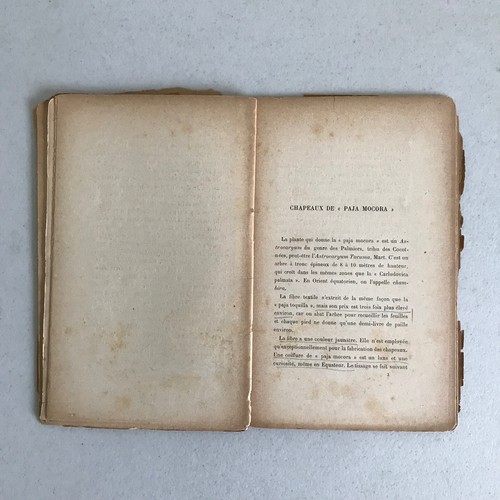 CHAPEAUX DE « PAJA MOCORA »
La plante qui donne la « paja mocora » est un As-
trocaryum du genre des Palmiers, tribu des Cocoi-
nées, peut-être l'Astrocaryum Tucuma, Mart. C'est un
arbre à tronc épineux de 8 à 10 mètres de hauteur,
qui croît dans les mêmes zones que la « Carludovica
palmata ». En Orient équatorien, on l'appelle
La fibre textile s'extrait de la même façon que la
« paja toquilla », mais son prix est trois fois plus élevé
environ, car on abat l'arbre pour recueillir les feuilles
et chaque pied ne donne qu'une demi-livre de paille
environ.
La fibre a une couleur jaunâtre. Elle n'est employée
qu'exceptionnellement pour la fabrication des chapeaux.
Une coiffure de « paja mocora » est un luxe et une
curiosité, même en Équateur. Le tissage se fait suivant